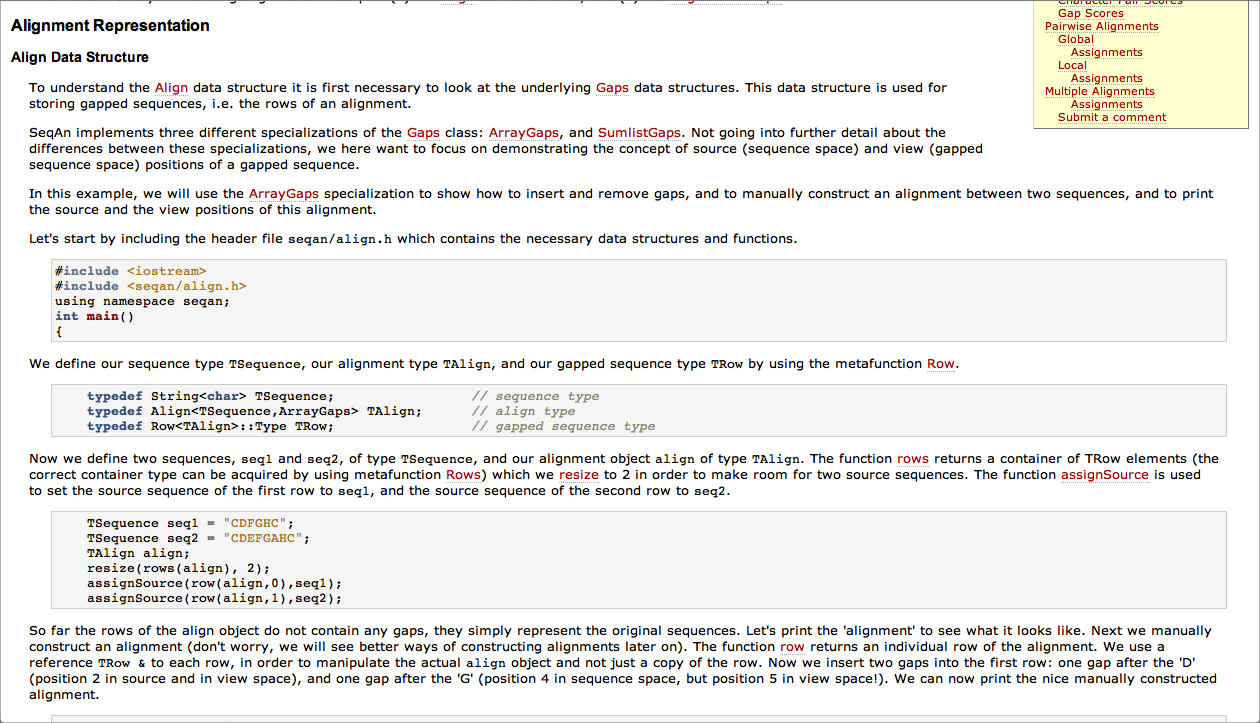 Alignment Representation
Align Data Structure
To understand the Align data structure it is first necessary to look at the underlying Gaps data structures. This data structure is used for
storing gapped sequences, i.e. the rows of an alignment.
SeqAn implements three different specializations of the Gaps class: ArrayGaps, and SumlistGaps. Not going into further detail about the
differences between these specializations, we here want to focus on demonstrating the concept of source (sequence space) and view (gapped
sequence space) positions of a gapped sequence.
In this example, we will use the ArrayGaps specialization to show how to insert and remove gaps, and to manually construct an alignment between two sequences, and to print
the source and the view positions of this alignment.
Let's start by including the header file seqan/align.h which contains the necessary data structures and functions.
#include <iostream>
#include <seqan/align.h>
using namespace seqan;
int main()
{
We define our sequence type TSequence, our alignment type TAlign, and our gapped sequence type TRow by using the metafunction Row.
typedef String<char> TSequence; // sequence type
typedef Align<TSequence,ArrayGaps> TAlign; // align type
typedef Row<TAlign>::Type TRow; // gapped sequence type
Now we define two sequences, seq1 and seq2, of type TSequence, and our alignment object align of type TAlign. The function rows returns a container of TRow elements (the
correct container type can be acquired by using metafunction Rows) which we resize to 2 in order to make room for two source sequences. The function assignSource is used
to set the source sequence of the first row to seq1, and the source sequence of the second row to seq2.
TSequence seq1 = "CDFGHC";
TSequence seq2 = "CDEFGAHC";
TAlign align;
resize(rows(align), 2);
assignSource(row(align,0),seq1);
assignSource(row(align,1),seq2);
So far the rows of the align object do not contain any gaps, they simply represent the original sequences. Let's print the 'alignment' to see what it looks like. Next we manually
construct an alignment (don't worry, we will see better ways of constructing alignments later on). The function row returns an individual row of the alignment. We use a
reference TRow & to each row, in order to manipulate the actual align object and not just a copy of the row. Now we insert two gaps into the first row: one gap after the 'D'
(position 2 in source and in view space), and one gap after the 'G' (position 4 in sequence space, but position 5 in view space!). We can now print the nice manually constructed
alignment.
Character Pair Scores
Gap Scores
Pairwise Alignments
Global
Assignments
Local
Assignments
Multiple Alignments
Assignments
Submit a comment